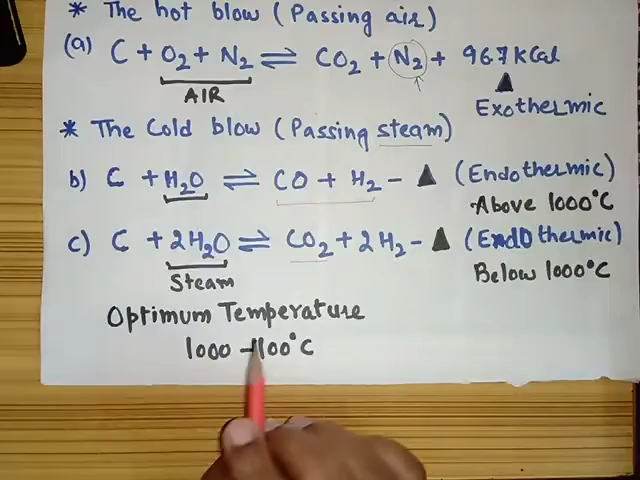 * The hot blow (Passing air)
(a) C + O2 + N2 ⇌ CO2 + N2 + 96.7 KCal
AIR
▲
Exothermic
* The Cold blow (Passing steam)
b) C + H2O ⇌ CO + H2 - ▲ (Endothermic)
Above 1000°C
c) C + 2H2O ⇌ CO2 + 2H2 - ▲ (Endothermic)
Steam
Below 1000°C
Optimum Temperature
1000 - 1100°C